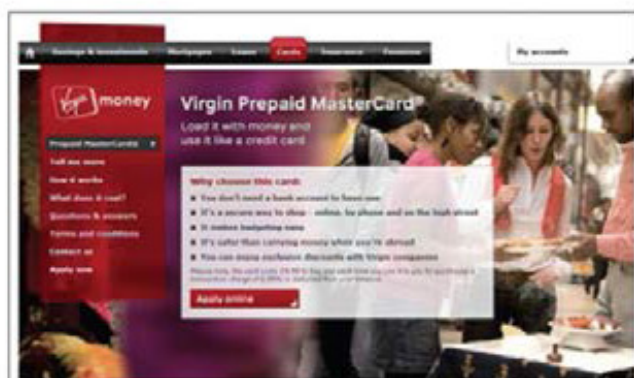 Savings & investments Mortgages Loans Cards Insurance
My accounts
Virgin money
Virgin Prepaid MasterCard
Load it with money and
use it like a credit card
Prepaid MasterCards
Tell me more
How it works
What does it cost?
Questions & answers
Terms and conditions
Contact us
Apply now
Why choose this card:
You don't need a bank account to have one
It's a secure way to shop - online, by phone and on the high street
It makes budgeting easy
It's safer than carrying money when you're abroad
You can enjoy exclusive discounts with Virgin companies
Apply online